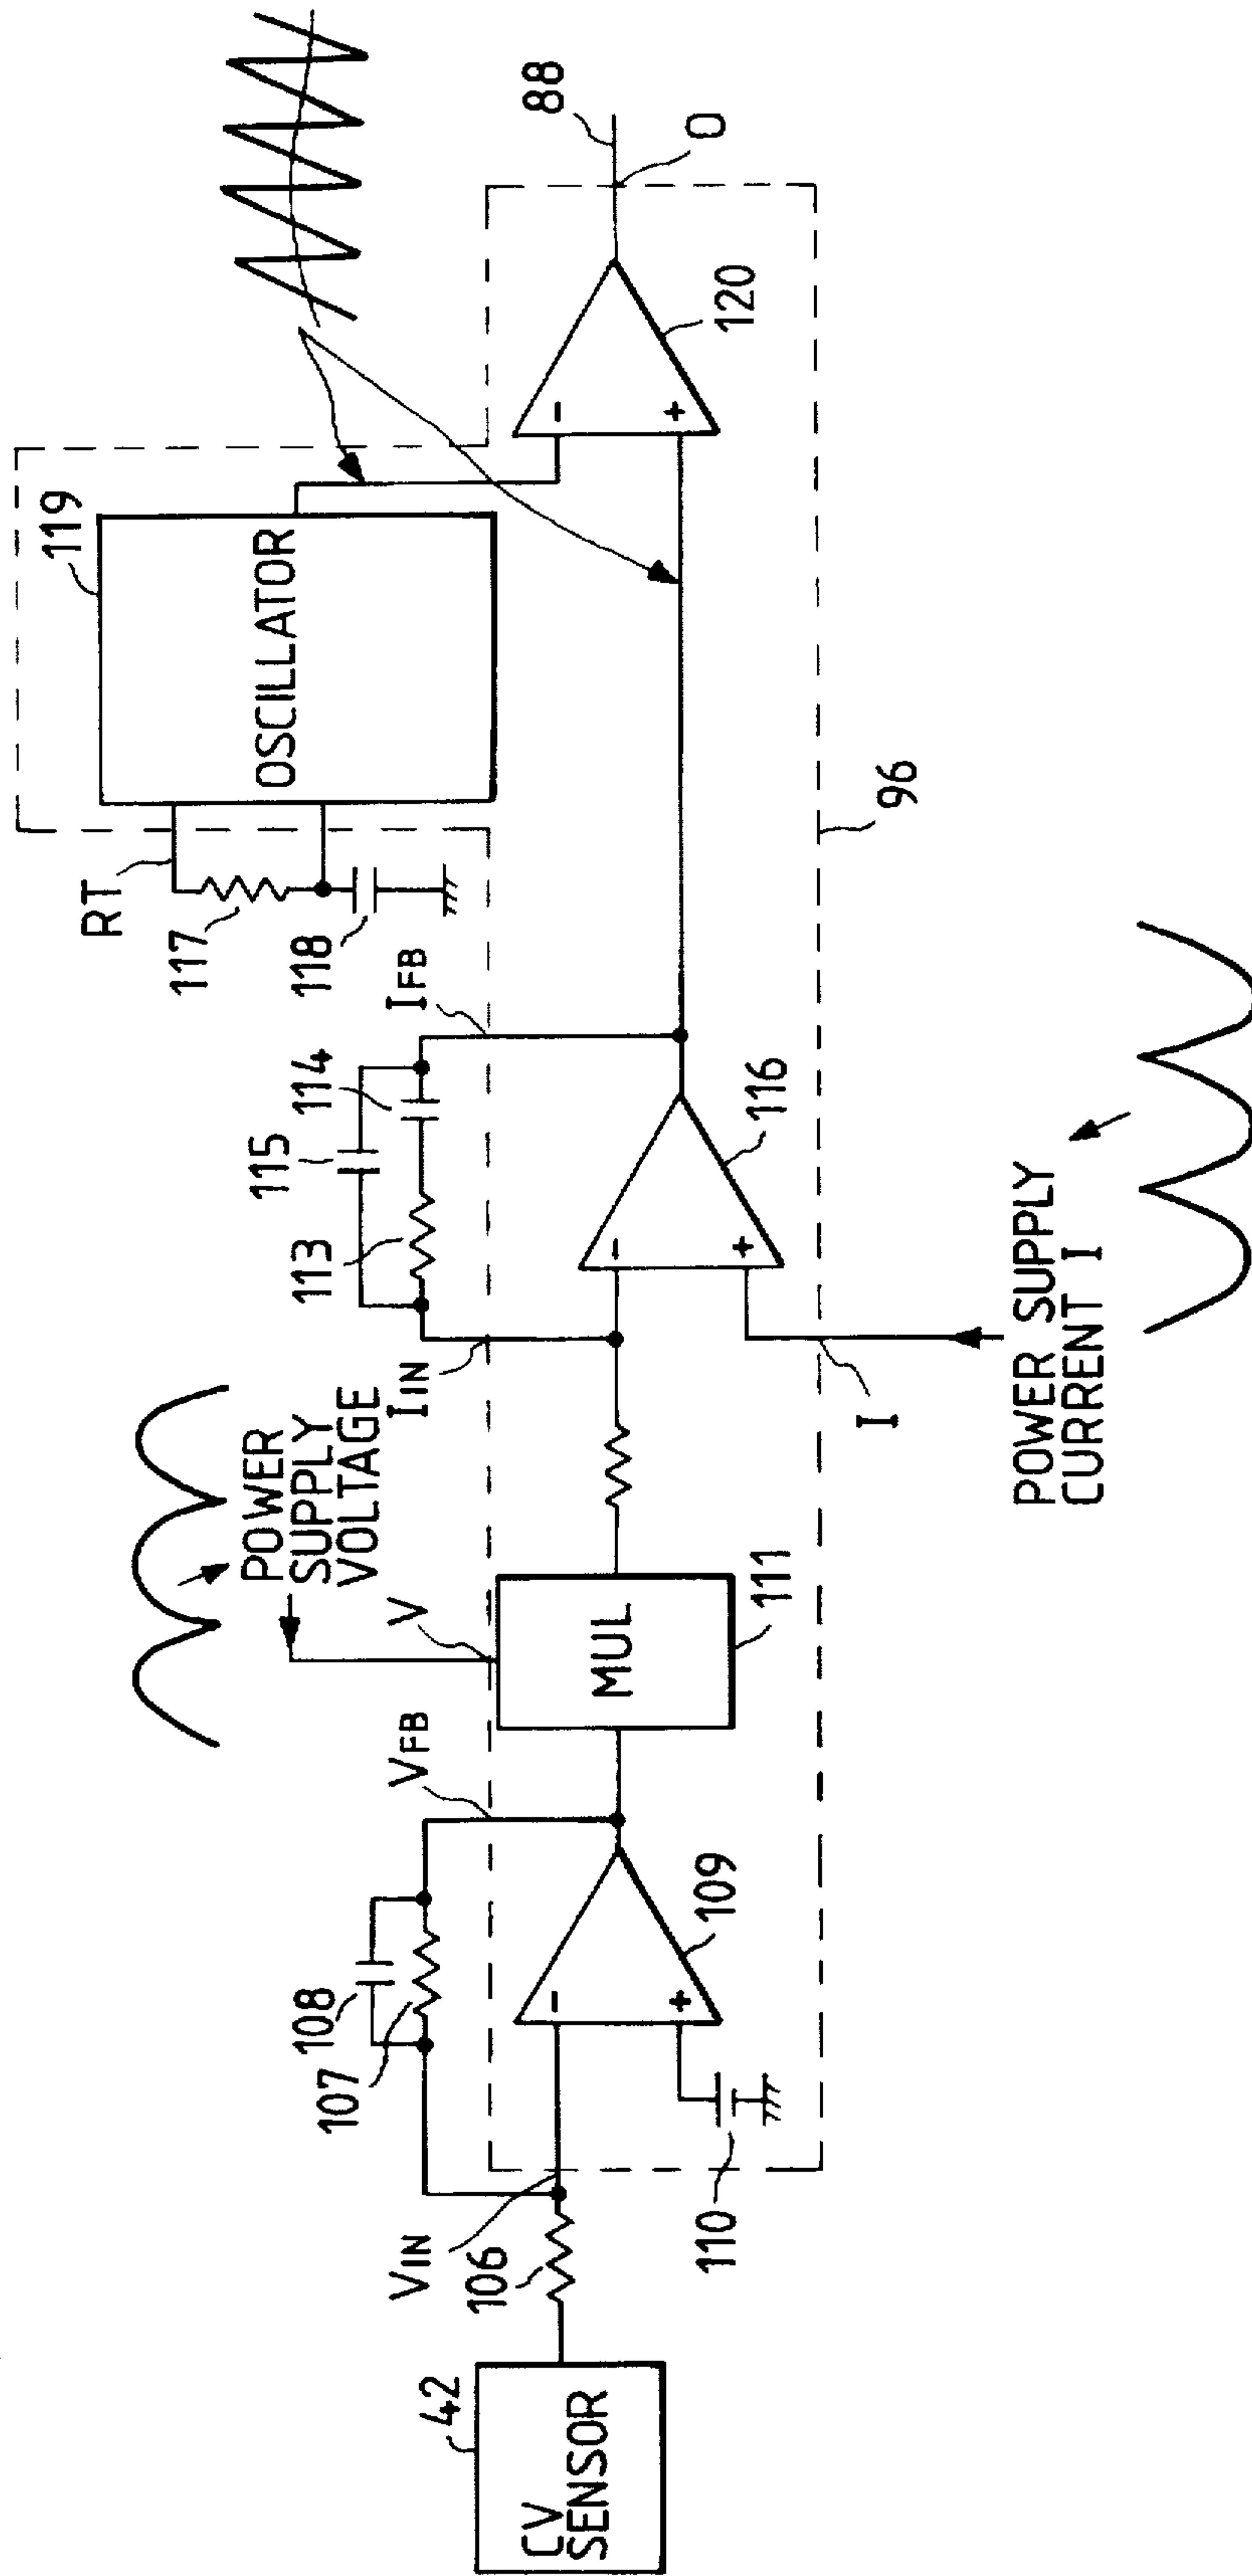 42
CV
SENSOR
VIN
106
108
107
VFB
-
+
109
110
V
POWER
SUPPLY
VOLTAGE
MUL
111
IIN
115
114
113
IFB
-
+
116
I
POWER SUPPLY
CURRENT I
RT
117
118
119
OSCILLATOR
96
-
+
120
88
O